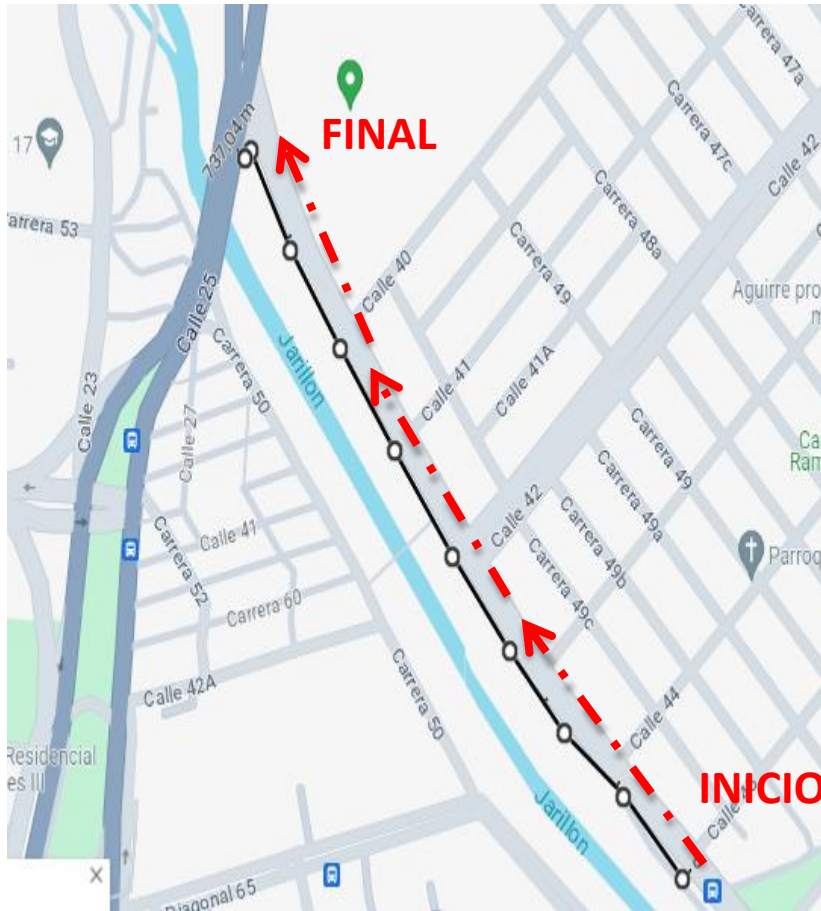 Carrera 47a
Carrera 47c
Calle 42
17
FINAL
737.04 m
Carrera 53
Calle 40
Carrera 49
Carrera 48a
Aguirre pro
m
Calle 25
Jarillon
Carrera 50
Calle 41
Calle 41A
Calle 23
Calle 27
Carrera 49
Ca
Ram
Calle 42
Carrera 49a
Calle 41
Carrera 49b
Parroq
Carrera 52
Carrera 60
Carrera 49c
Calle 42A
Carrera 50
Calle 44
Residencial
es III
Jarillon
INICIO
X
Diagonal 65